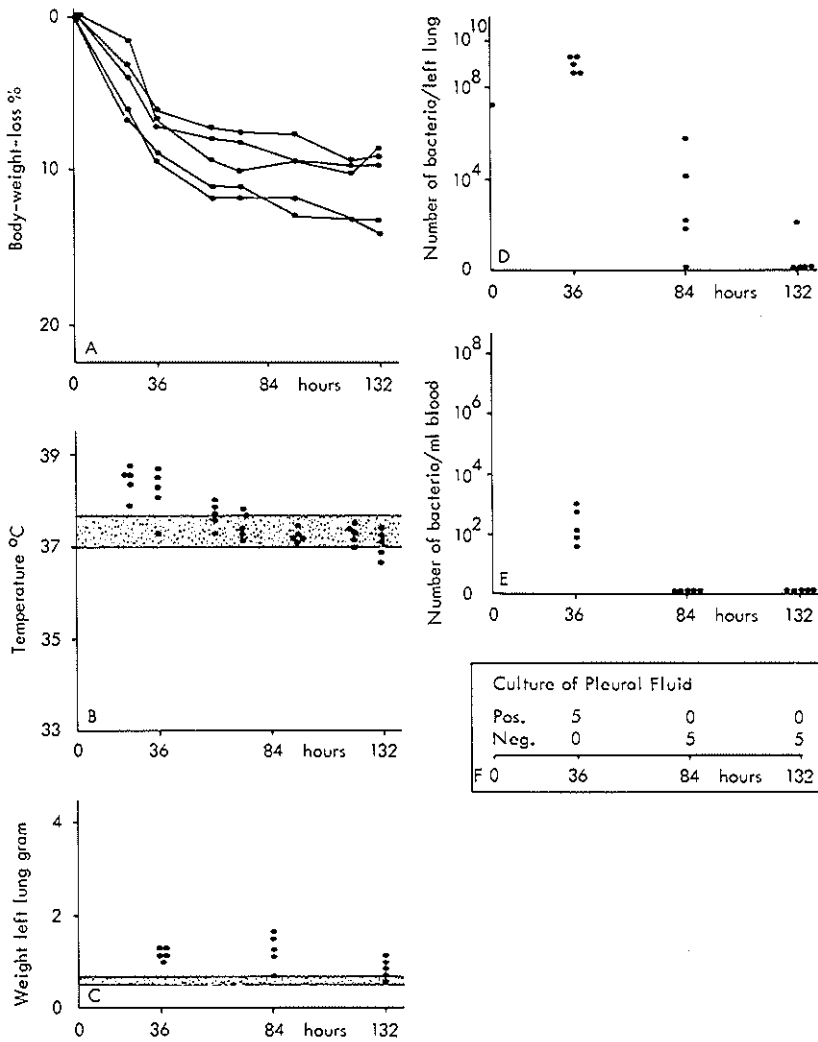 0
10
20
Body-weight-loss %
A
0 36 84 hours 132
39
37
35
33
Temperature °C
B
0 36 84 hours 132
4
2
0
Weight left lung gram
C
0 36 84 hours 132
10^10
10^8
10^4
0
Number of bacteria/left lung
D
0 36 84 hours 132
10^8
10^6
10^4
10^2
0
Number of bacteria/ml blood
E
0 36 84 hours 132
Culture of Pleural Fluid
Pos. 5 0 0
Neg. 0 5 5
F 0 36 84 hours 132